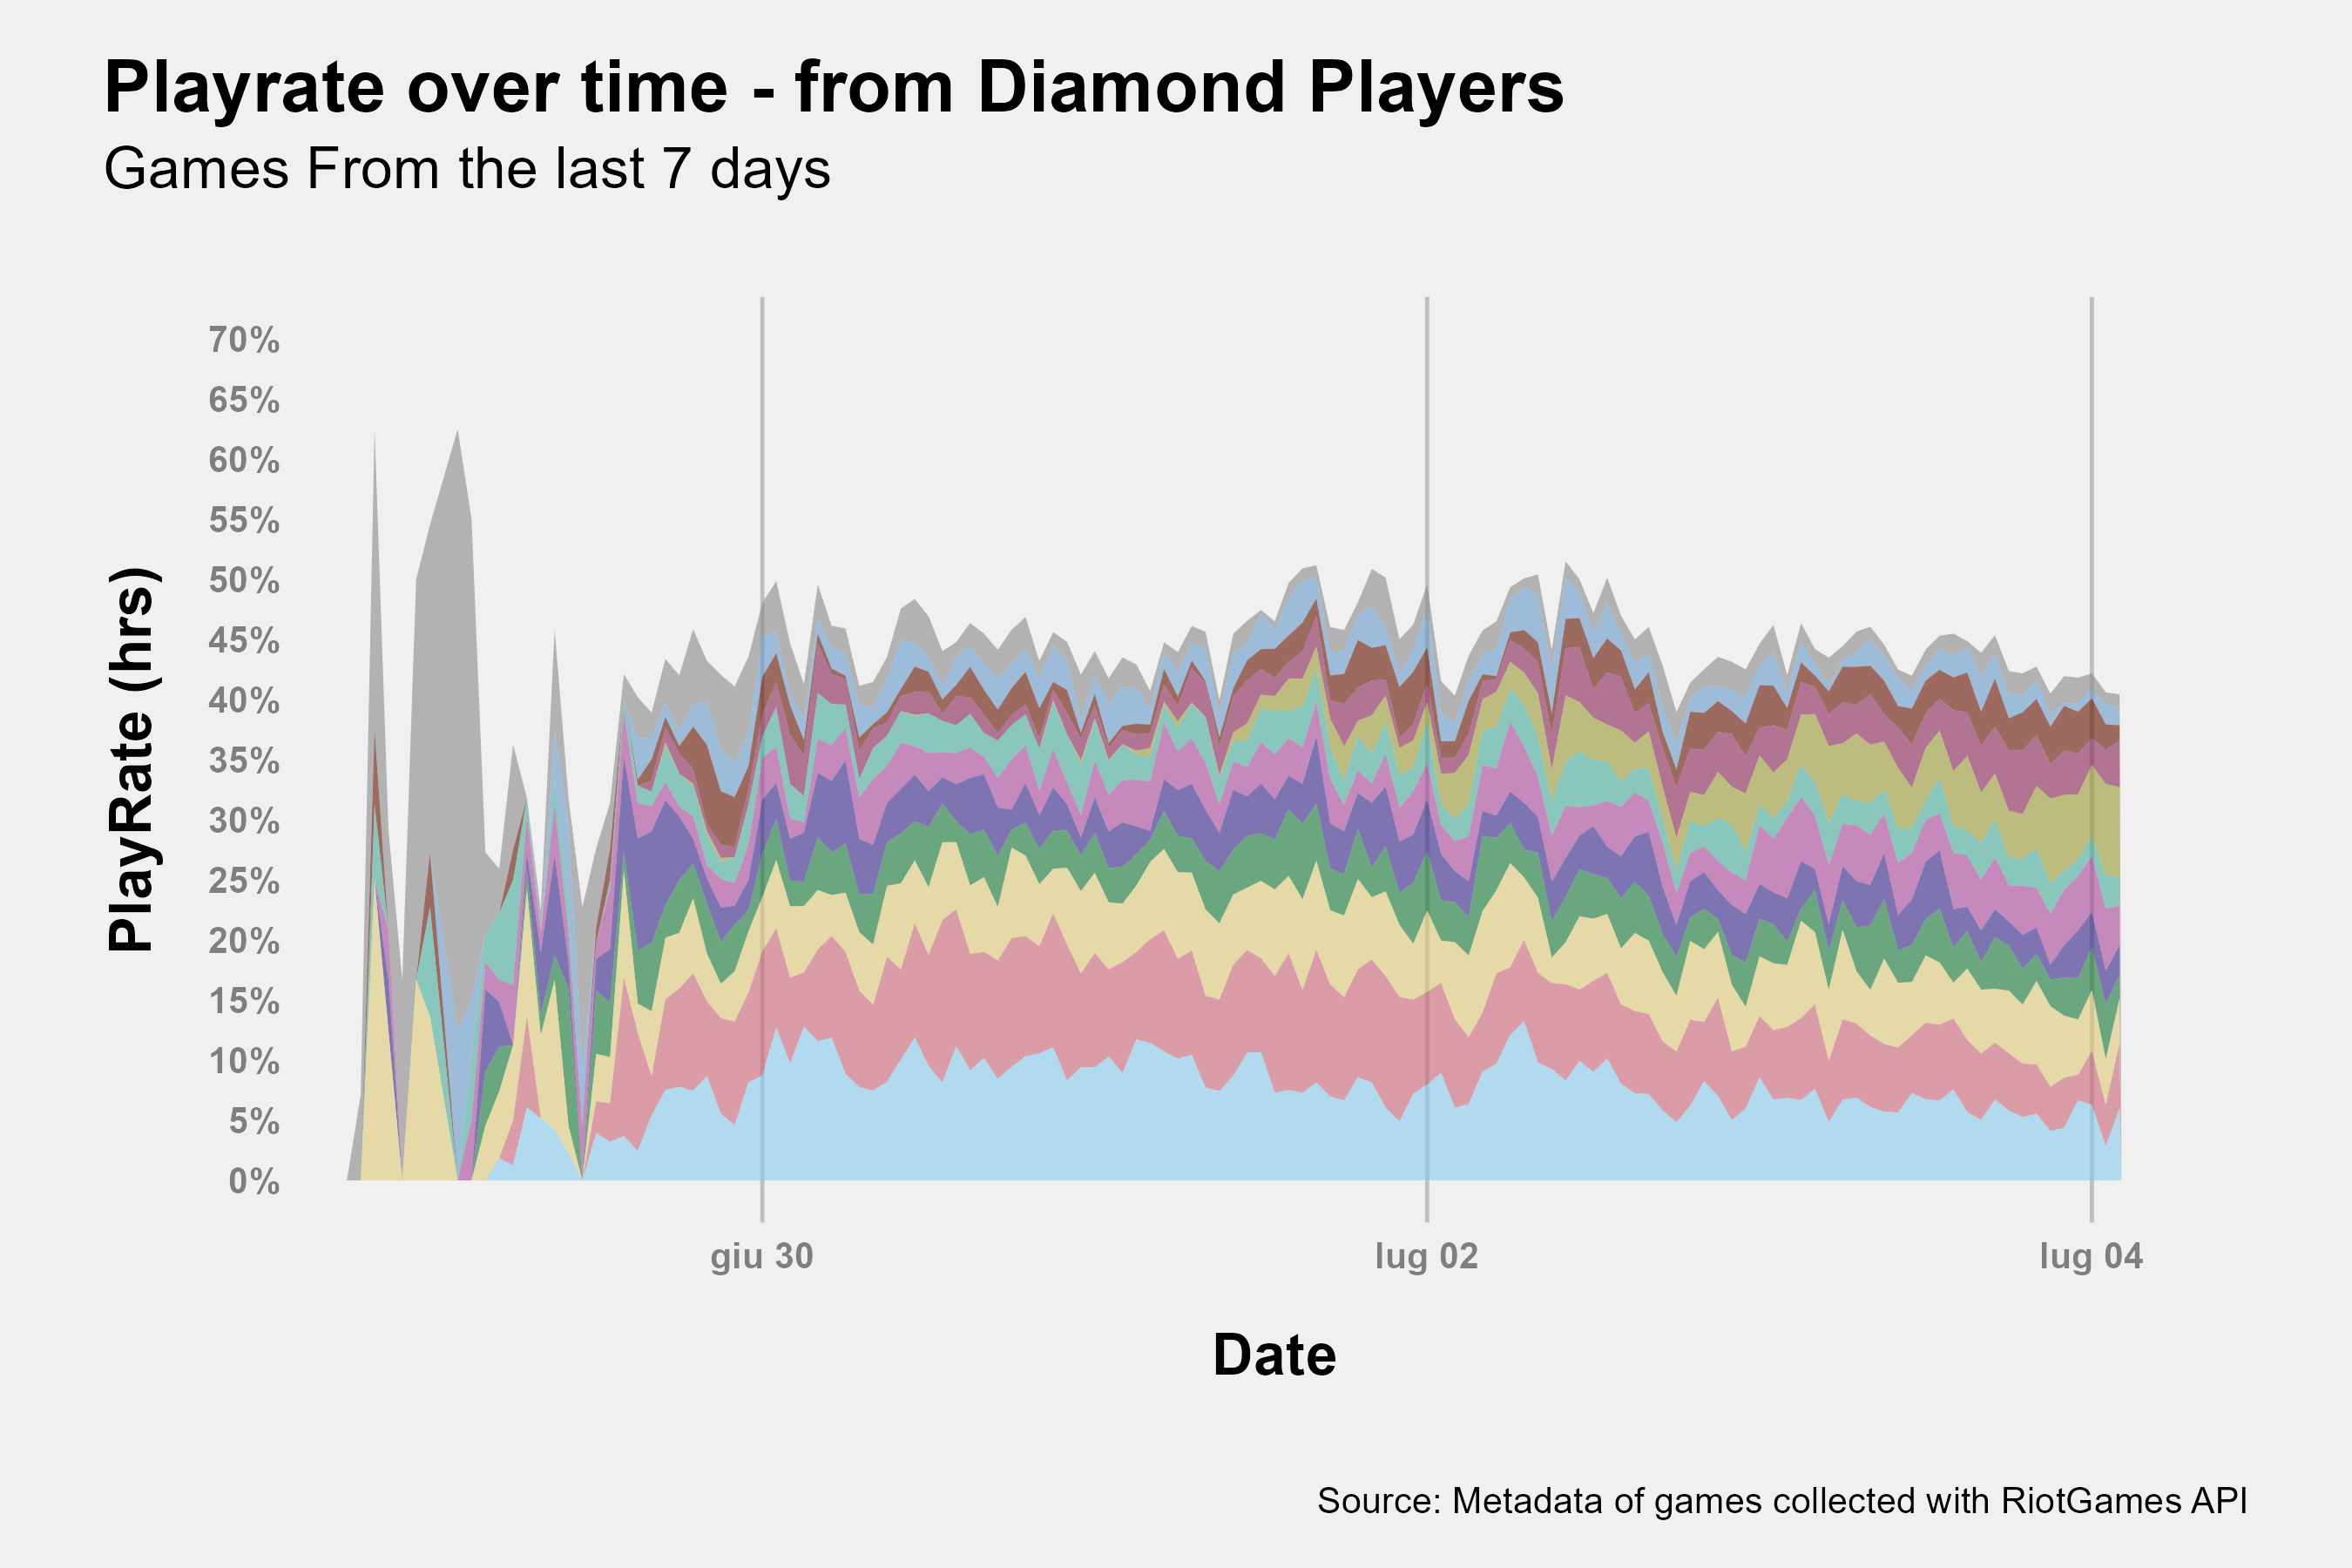 Playrate over time - from Diamond Players
Games From the last 7 days
70%
65%
60%
55%
50%
45%
40%
35%
30%
25%
20%
15%
10%
5%
0%
PlayRate (hrs)
giu 30
lug 02
lug 04
Date
Source: Metadata of games collected with RiotGames API